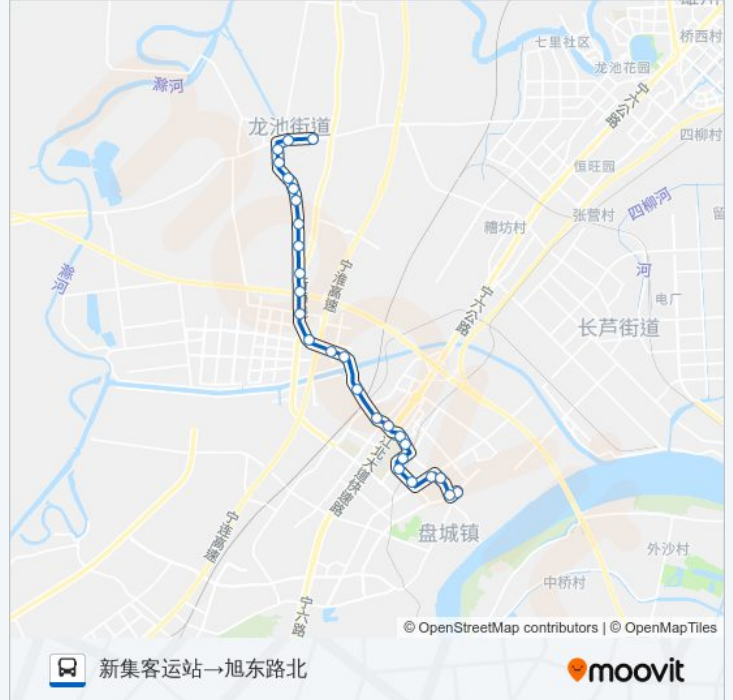 桥西村
七里社区
龙池花园
滁河
宁六公路
龙池街道
四柳村
恒旺园
四柳河
张营村
糟坊村
滁河
宁淮高速
河
电厂
宁六公路
长芦街道
江北大道快速路
宁连高速
盘城镇
外沙村
中桥村
宁六路
© OpenStreetMap contributors | © OpenMapTiles
新集客运站→旭东路北
moovit